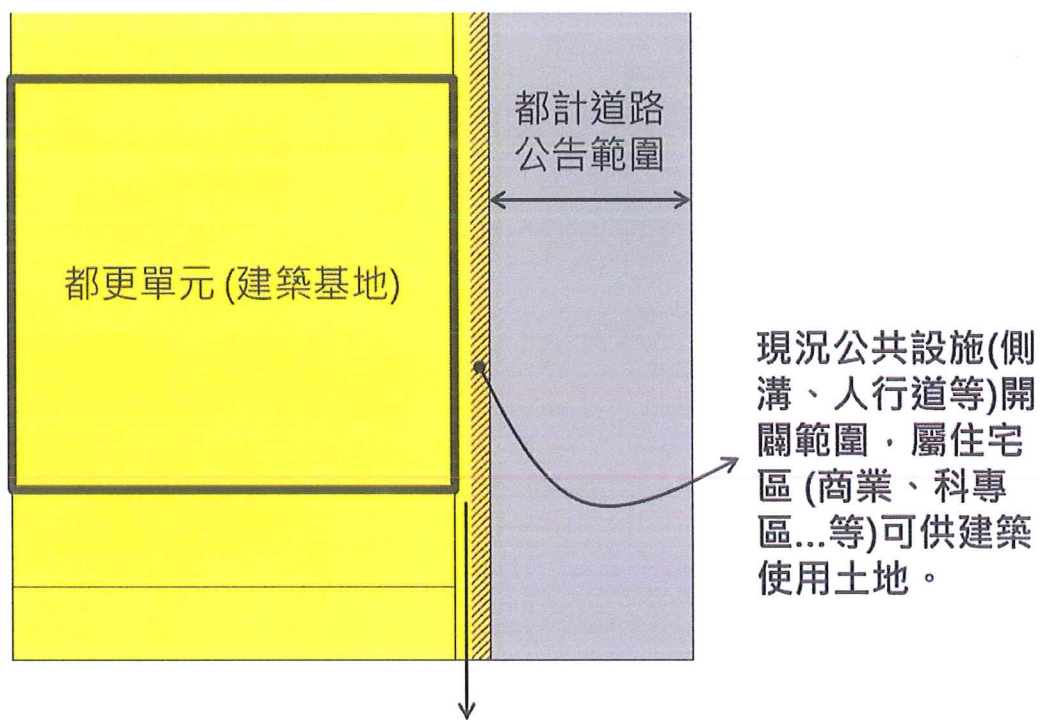 都計道路
公告範圍
都更單元(建築基地)
現況公共設施(側
溝、人行道等)開
闢範圍，屬住宅
區(商業、科專
區...等)可供建築
使用土地。